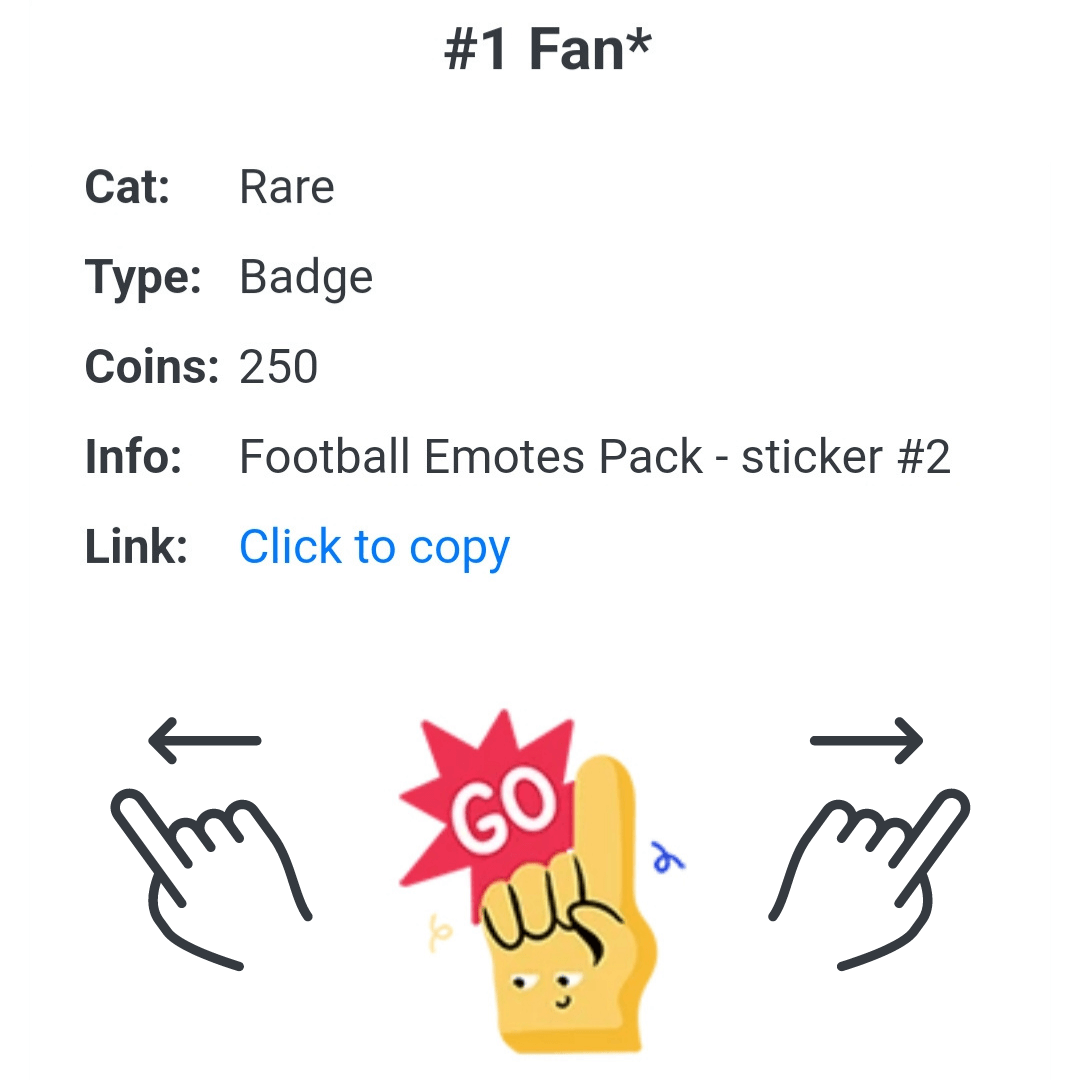 #1 Fan*
Cat: Rare
Type: Badge
Coins: 250
Info: Football Emotes Pack - sticker #2
Link: Click to copy
GO